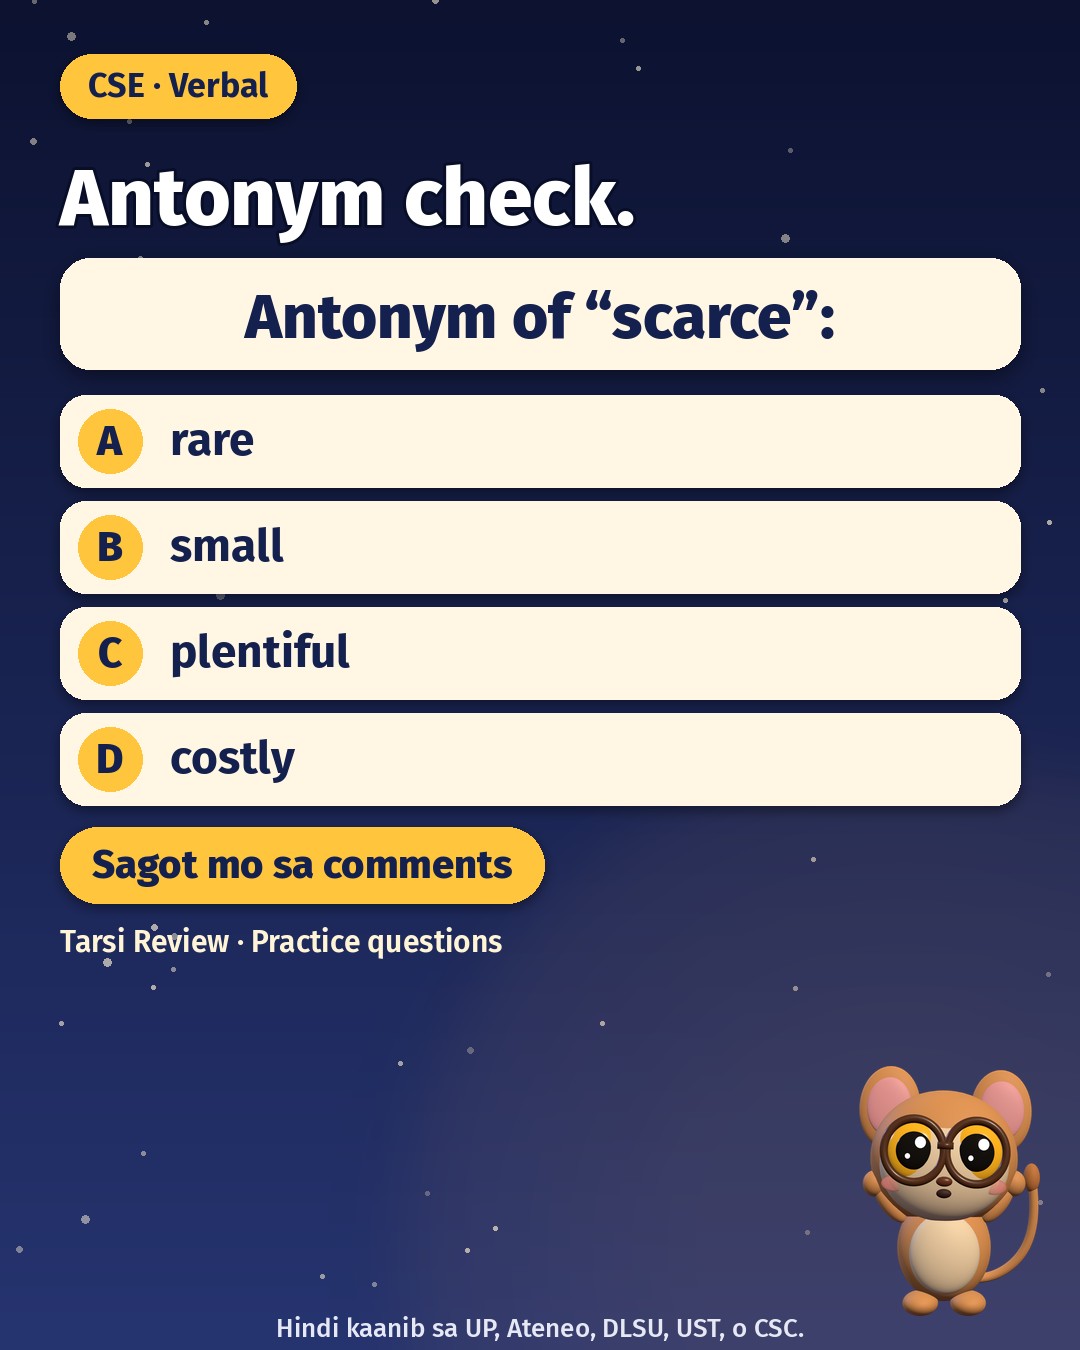 CSE · Verbal
Antonym check.
Antonym of “scarce”:
A rare
B small
C plentiful
D costly
Sagot mo sa comments
Tarsi Review · Practice questions
Hindi kaanib sa UP, Ateneo, DLSU, UST, o CSC.